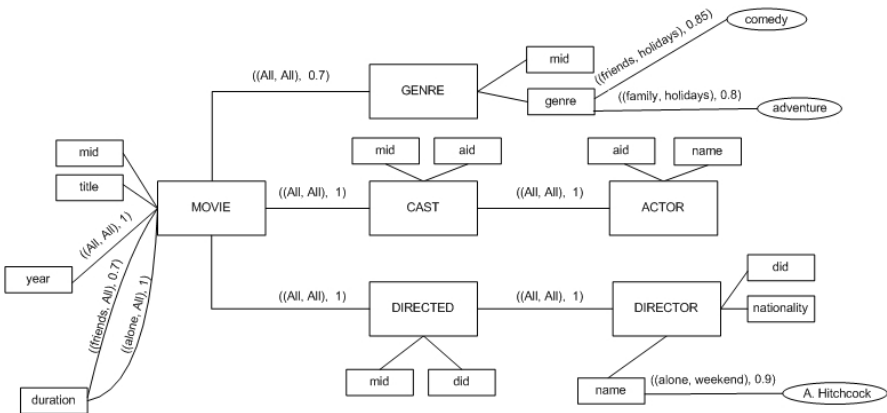 ((friends, holidays), 0.85)
comedy
((All, All), 0.7)
GENRE
mid
genre
((family, holidays), 0.8)
adventure
mid
title
year
duration
MOVIE
((All, All), 1)
((friends, All), 0.7)
((alone, All), 1)
((All, All), 1)
mid
aid
CAST
((All, All), 1)
aid
name
ACTOR
((All, All), 1)
DIRECTED
mid
did
((All, All), 1)
DIRECTOR
did
nationality
name
((alone, weekend), 0.9)
A. Hitchcock